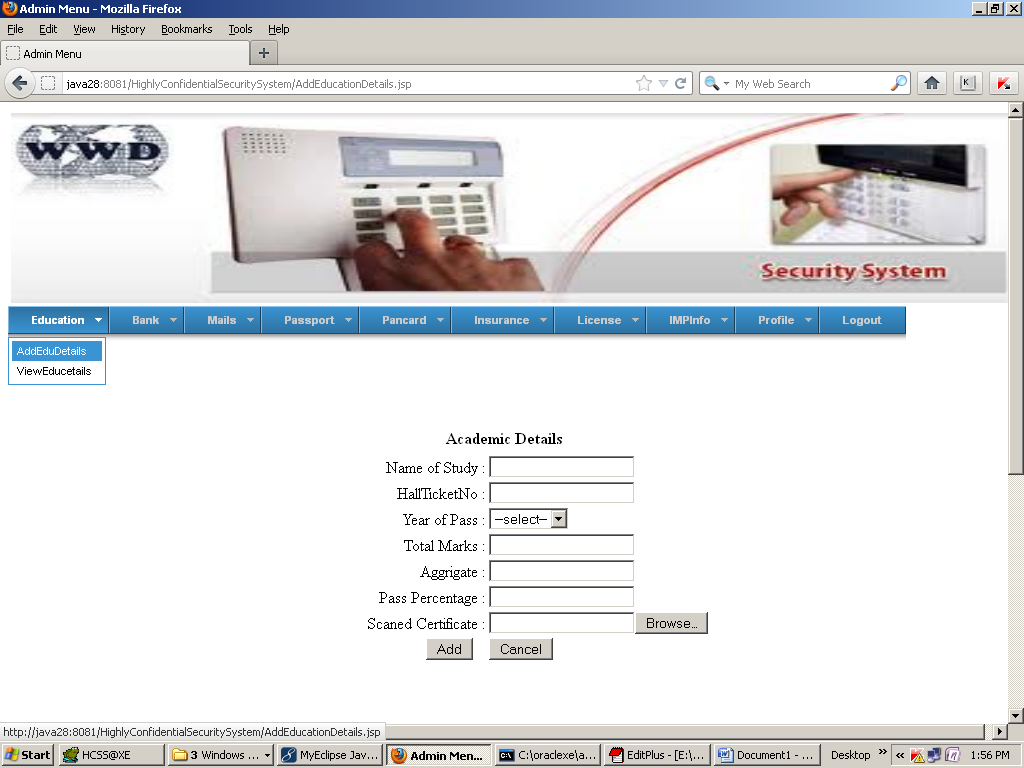 Admin Menu - Mozilla Firefox
File Edit View History Bookmarks Tools Help
Admin Menu
java28:8081/HighlyConfidentialSecuritySystem/AddEducationDetails.jsp My Web Search
WWD
Security System
Education Bank Mails Passport Pancard Insurance License IMPInfo Profile Logout
AddEduDetails
ViewEducetails
Academic Details
Name of Study :
HallTicketNo :
Year of Pass : --select--
Total Marks :
Aggrigate :
Pass Percentage :
Scaned Certificate : Browse...
Add Cancel
http://java28:8081/HighlyConfidentialSecuritySystem/AddEducationDetails.jsp
Start HCSS@XE 3 Windows ... MyEclipse Jav... Admin Men... C:\oraclexe\a... EditPlus - [E:\... Document1 - ... Desktop » « 1:56 PM